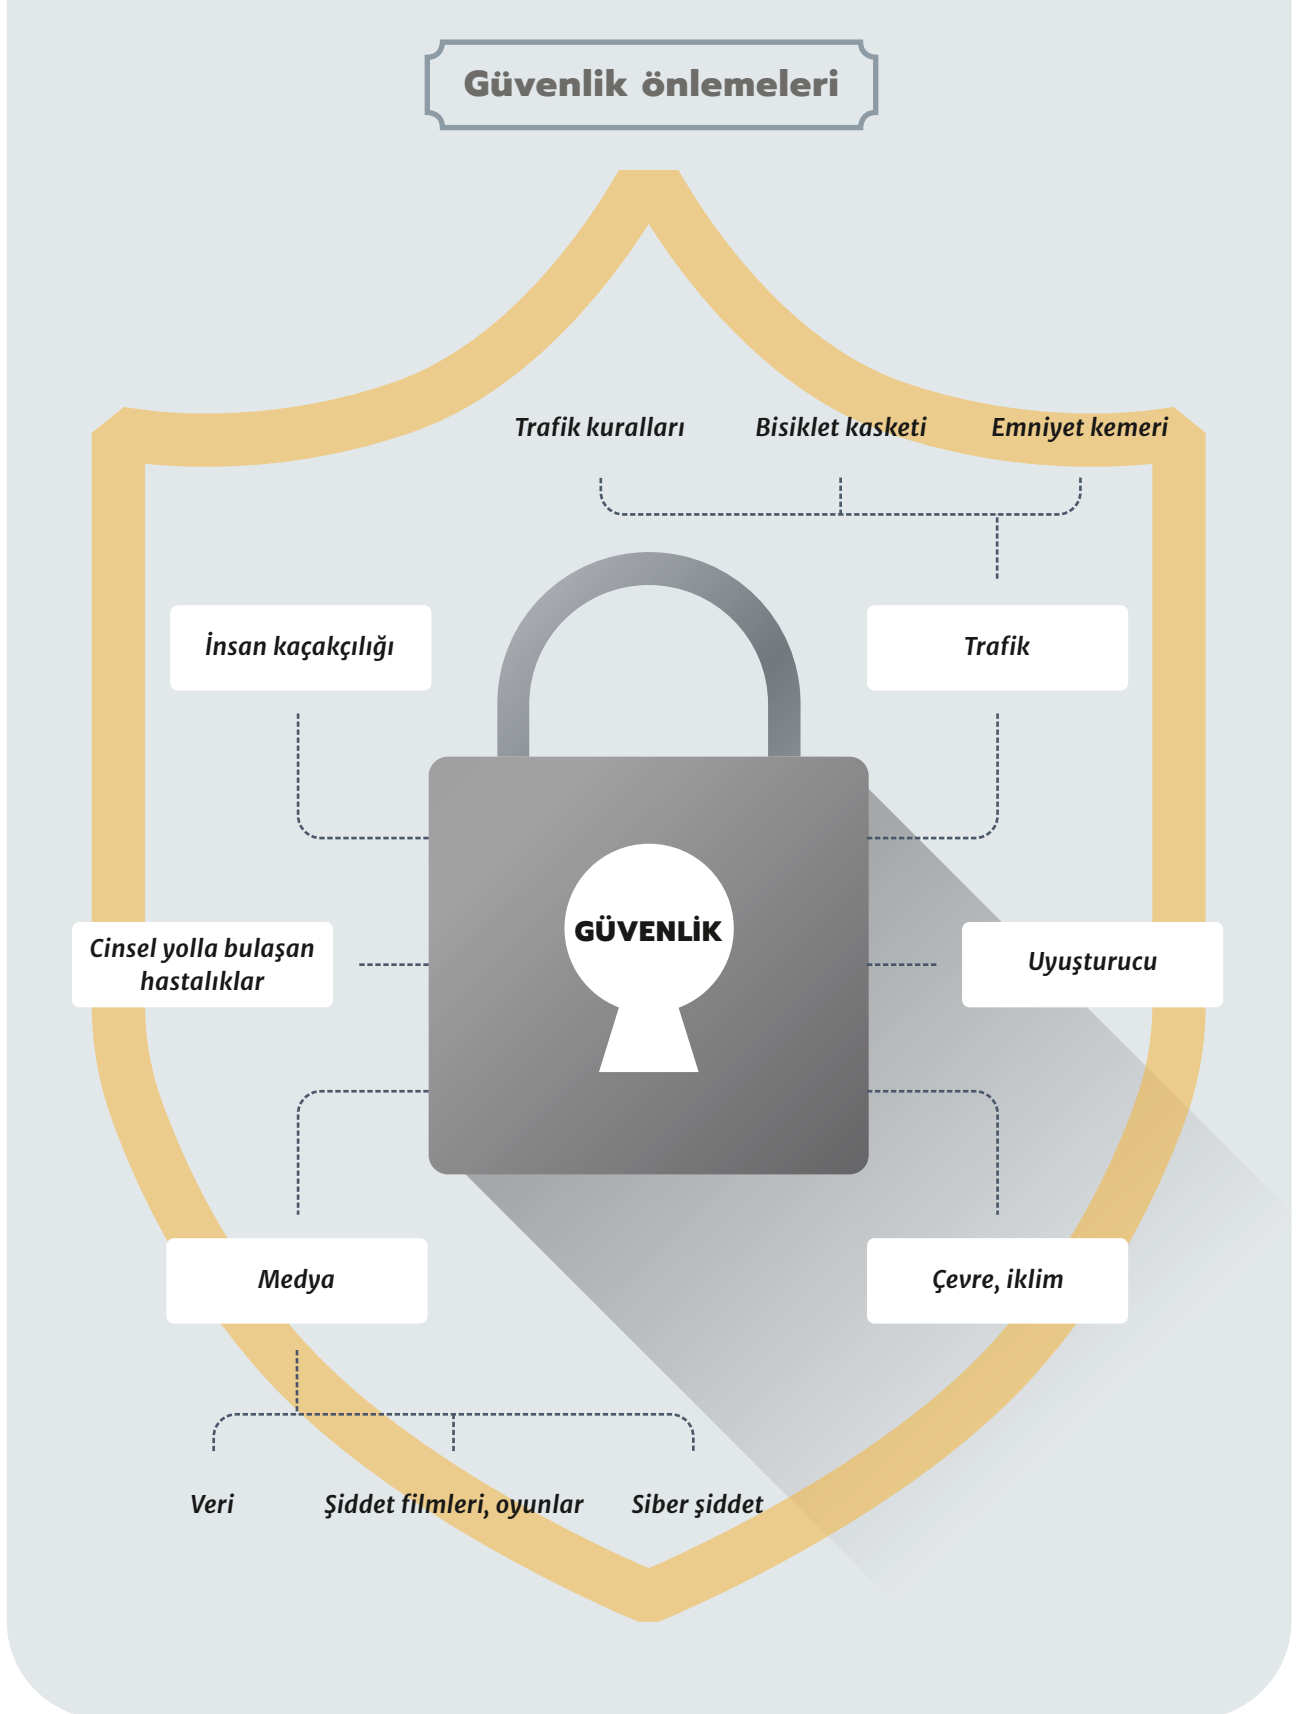 Güvenlik önlemeleri
Trafik kuralları
Bisiklet kasketi
Emniyet kemeri
İnsan kaçakçılığı
Trafik
GÜVENLİK
Cinsel yolla bulaşan
hastalıklar
Uyuşturucu
Medya
Çevre, iklim
Veri
Şiddet filmleri, oyunlar
Siber şiddet